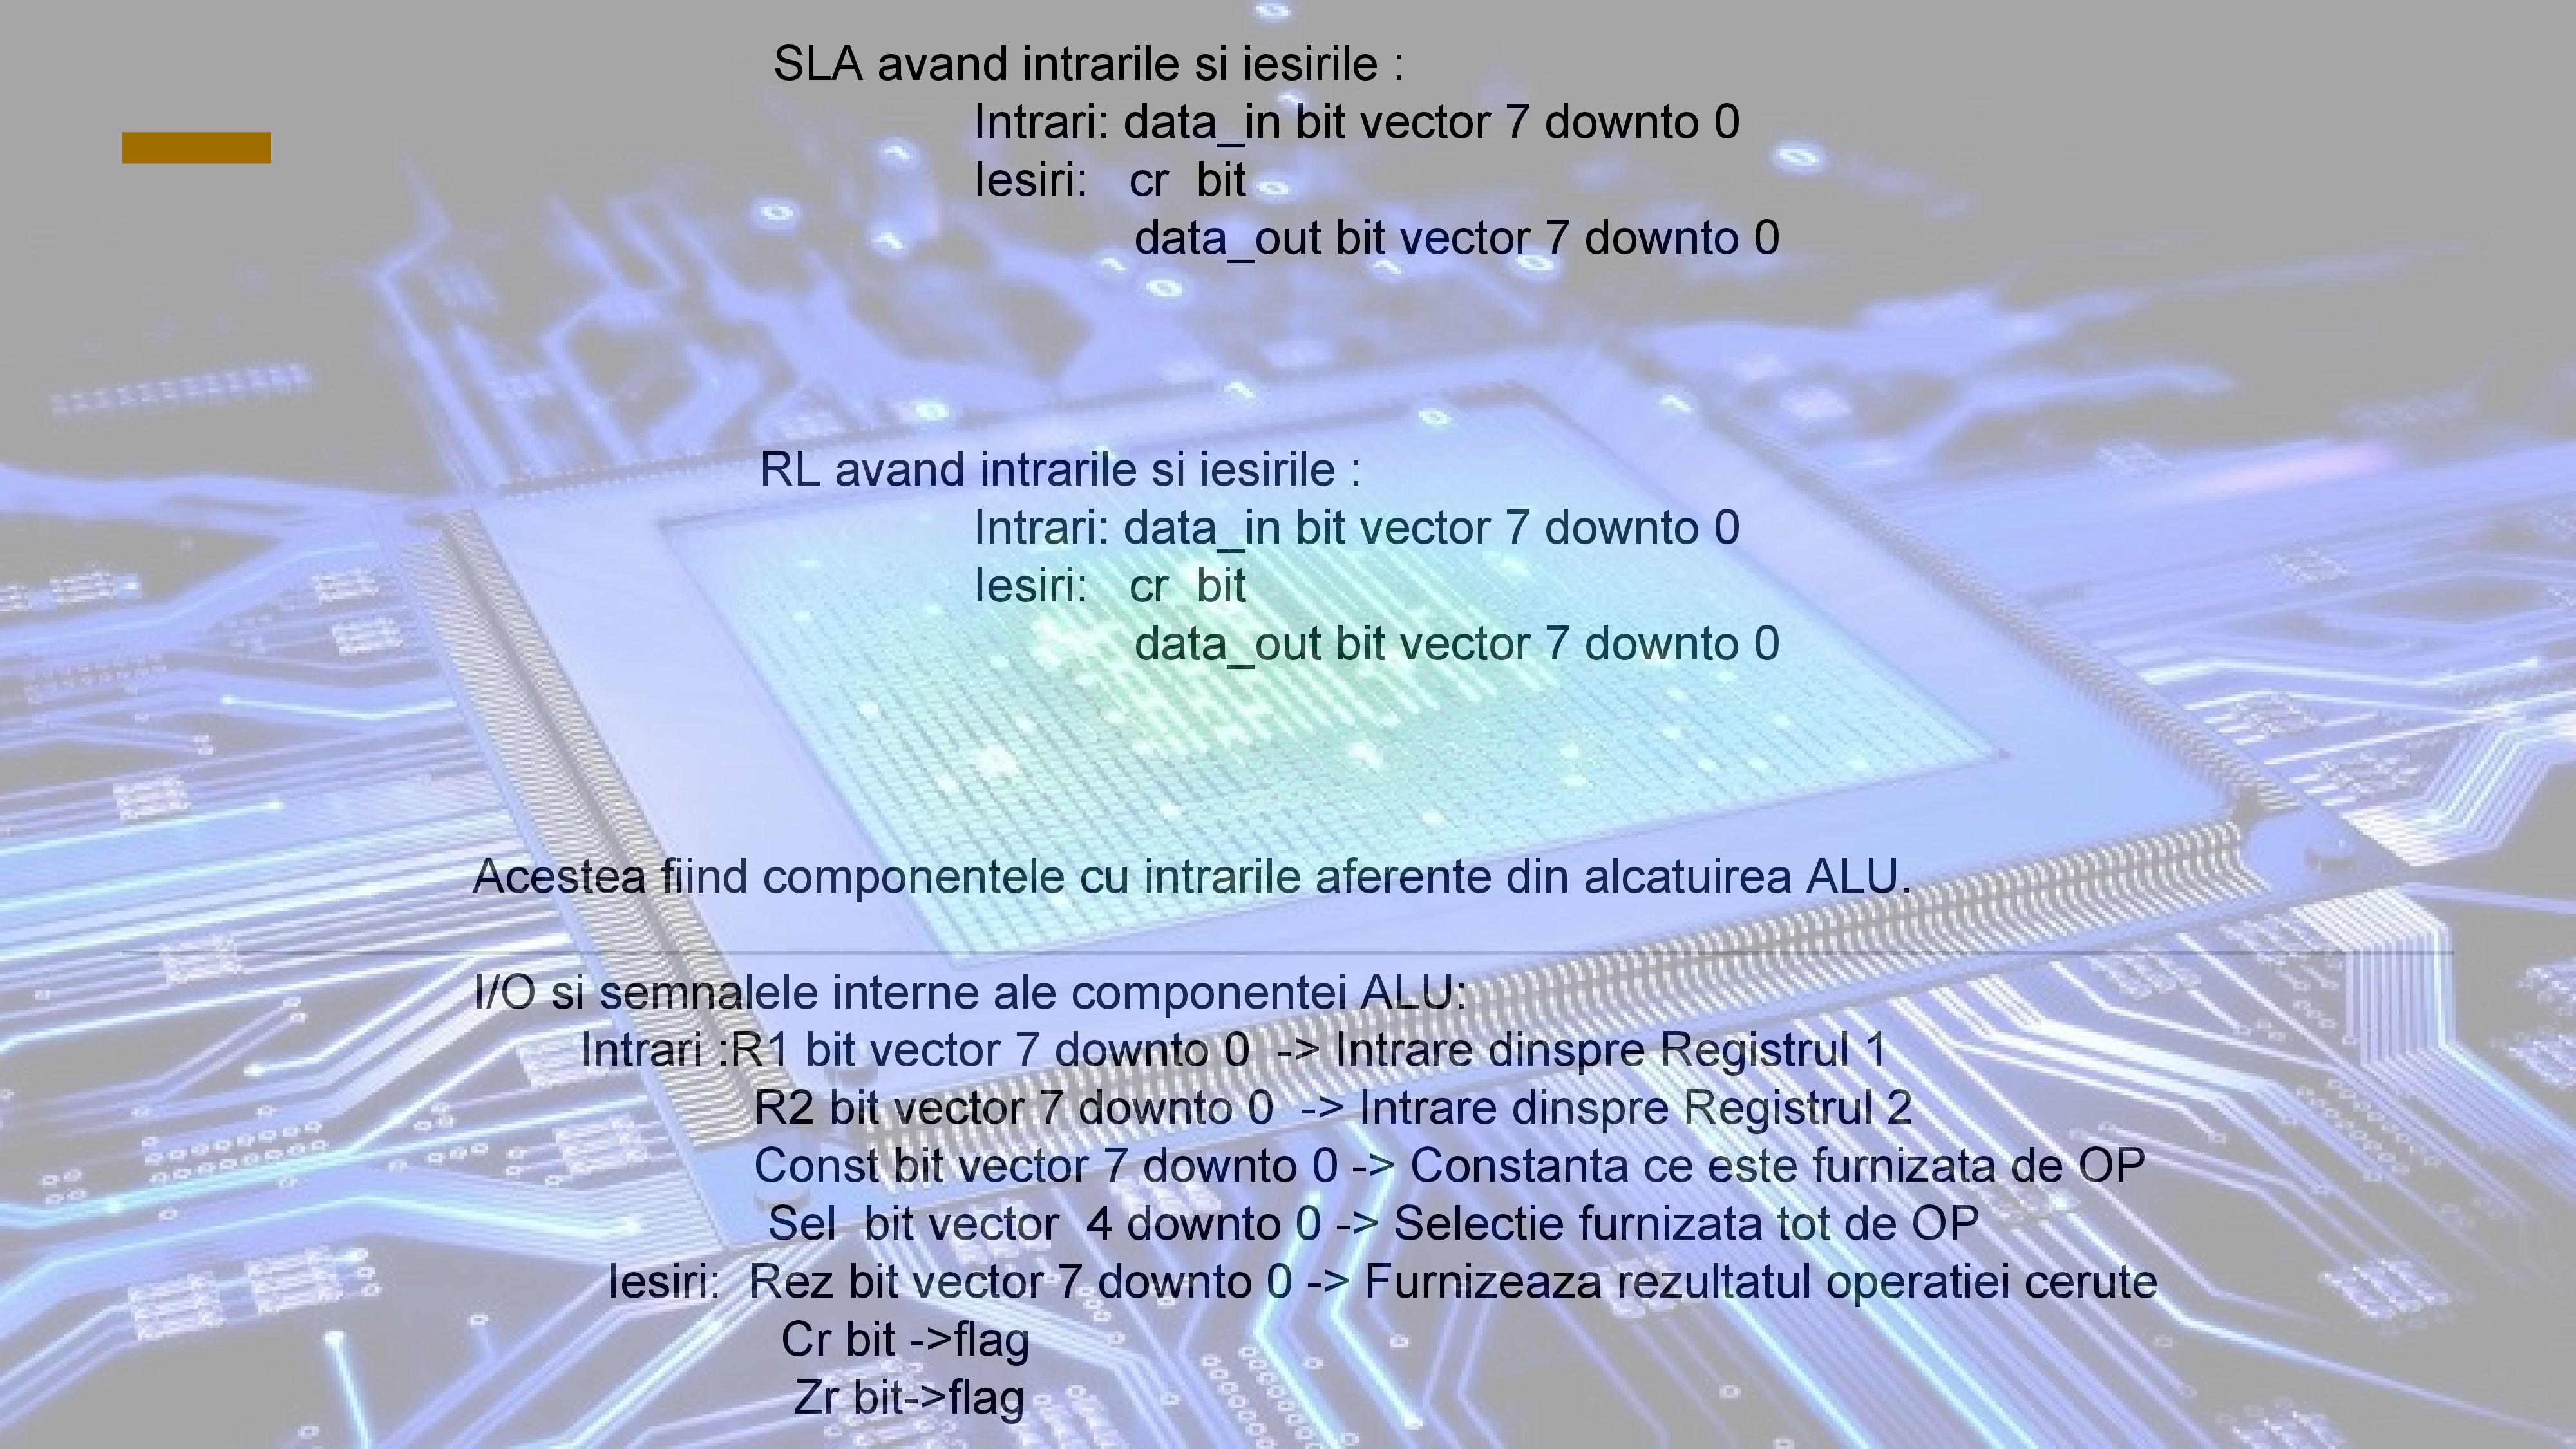 SLA avand intrarile si iesirile :
Intrari: data_in bit vector 7 downto 0
Iesiri: cr bit
data_out bit vector 7 downto 0
RL avand intrarile si iesirile :
Intrari: data_in bit vector 7 downto 0
Iesiri: cr bit
data_out bit vector 7 downto 0
Acestea fiind componentele cu intrarile aferente din alcatuirea ALU.
I/O si semnalele interne ale componentei ALU:
Intrari :R1 bit vector 7 downto 0 -> Intrare dinspre Registrul 1
R2 bit vector 7 downto 0 -> Intrare dinspre Registrul 2
Const bit vector 7 downto 0 -> Constanta ce este furnizata de OP
Sel bit vector 4 downto 0 -> Selectie furnizata tot de OP
Iesiri: Rez bit vector 7 downto 0 -> Furnizeaza rezultatul operatiei cerute
Cr bit ->flag
Zr bit->flag